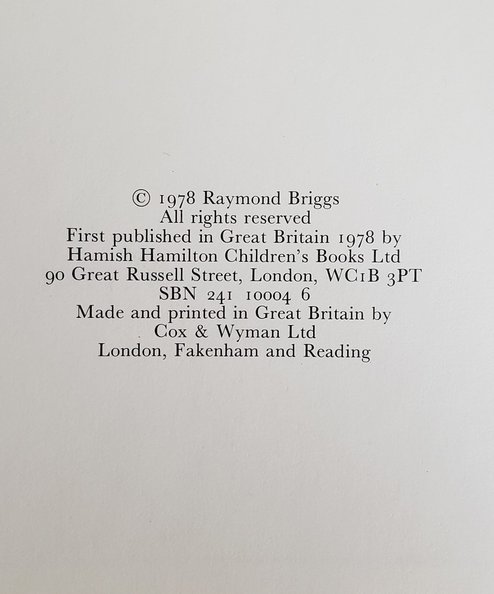 © 1978 Raymond Briggs
All rights reserved
First published in Great Britain 1978 by
Hamish Hamilton Children's Books Ltd
90 Great Russell Street, London, WC1B 3PT
SBN 241 10004 6
Made and printed in Great Britain by
Cox & Wyman Ltd
London, Fakenham and Reading